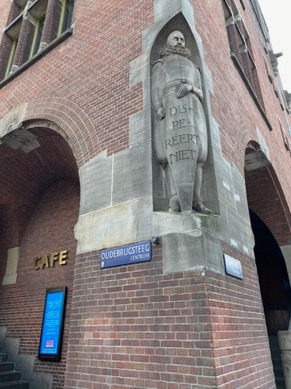 DIS-
PE-
REERT
NIET
CAFE
OUDEBRUGSTEEG
CENTRUM